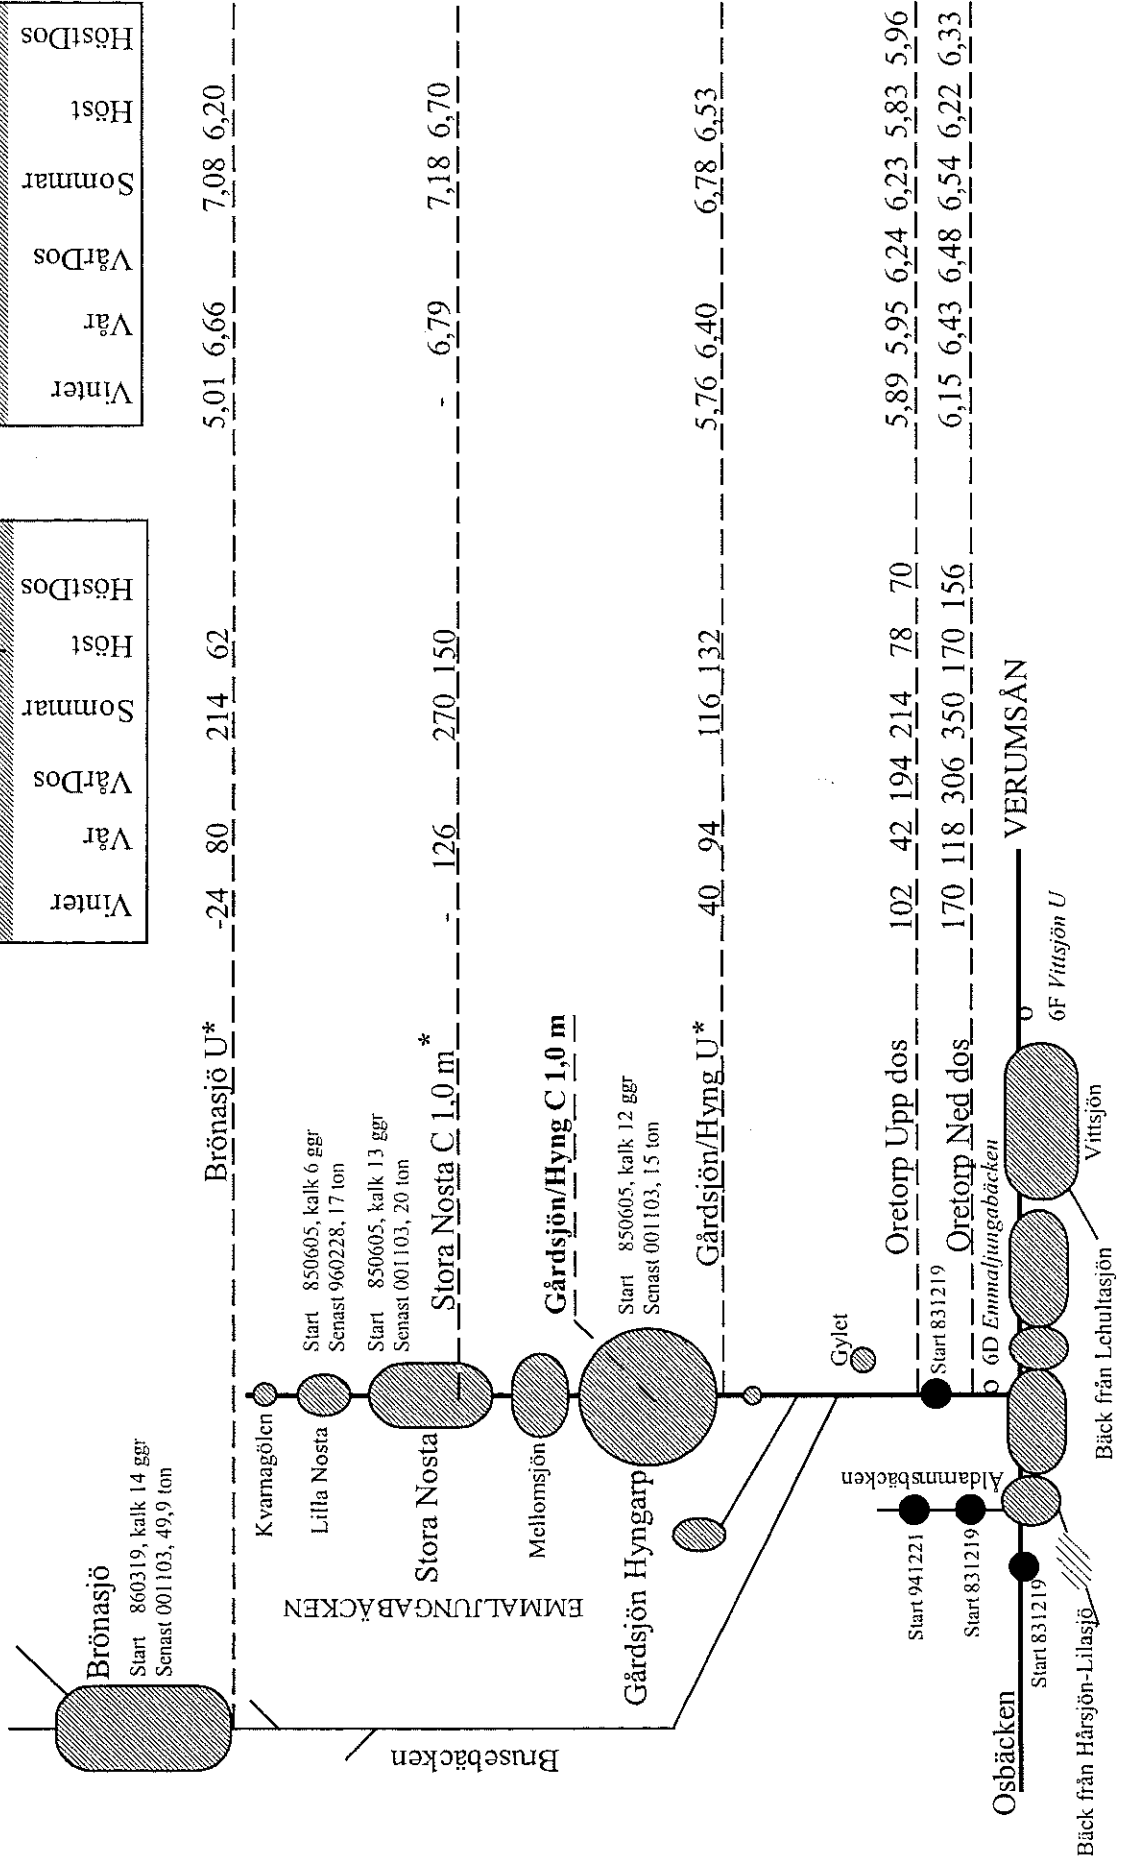 Vinter Vår VårDos Sommar Höst HöstDos
Vinter Vår VårDos Sommar Höst HöstDos
Brönasjö
Start 860319, kalk 14 ggr
Senast 001103, 49,9 ton
Brönasjö U* -24 80 214 62 5,01 6,66 7,08 6,20
Kvarnagölen
Lilla Nosta
Start 850605, kalk 6 ggr
Senast 960228, 17 ton
Stora Nosta
Start 850605, kalk 13 ggr
Senast 001103, 20 ton
Stora Nosta C 1,0 m * - 126 270 150 - 6,79 7,18 6,70
EMMALJUNGABÄCKEN
Brusebäcken
Mellomsjön
Gårdsjön/Hyng C 1,0 m
Gårdsjön Hyngarp
Start 850605, kalk 12 ggr
Senast 001103, 15 ton
Gårdsjön/Hyng U* 40 94 116 132 5,76 6,40 6,78 6,53
Gylet
Oretorp Upp dos 102 42 194 214 78 70 5,89 5,95 6,24 6,23 5,83 5,96
Start 831219
Oretorp Ned dos 170 118 306 350 170 156 6,15 6,43 6,48 6,54 6,22 6,33
6D Emmaljungabäcken
Åldammsbäcken
Start 941221
Start 831219
Osbäcken
Start 831219
VERUMSÅN
6F Vittsjön U
Vittsjön
Bäck från Lehultasjön
Bäck från Hårsjön-Lilasjö